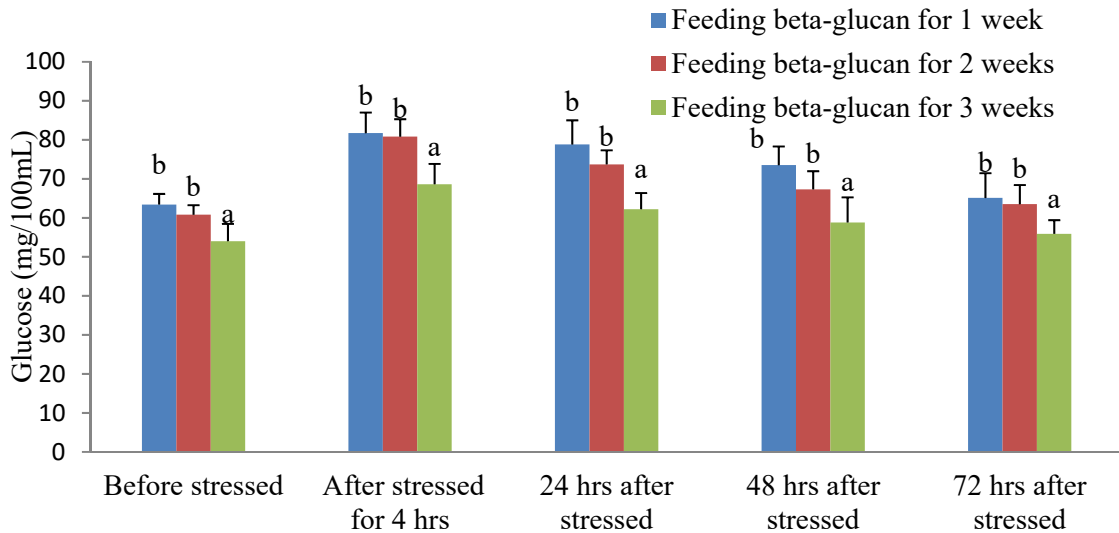 Feeding beta-glucan for 1 week
Feeding beta-glucan for 2 weeks
Feeding beta-glucan for 3 weeks
Glucose (mg/100mL)
100
90
80
70
60
50
40
30
20
10
0
b b a
b b a
b b a
b b a
b b a
Before stressed
After stressed
for 4 hrs
24 hrs after
stressed
48 hrs after
stressed
72 hrs after
stressed